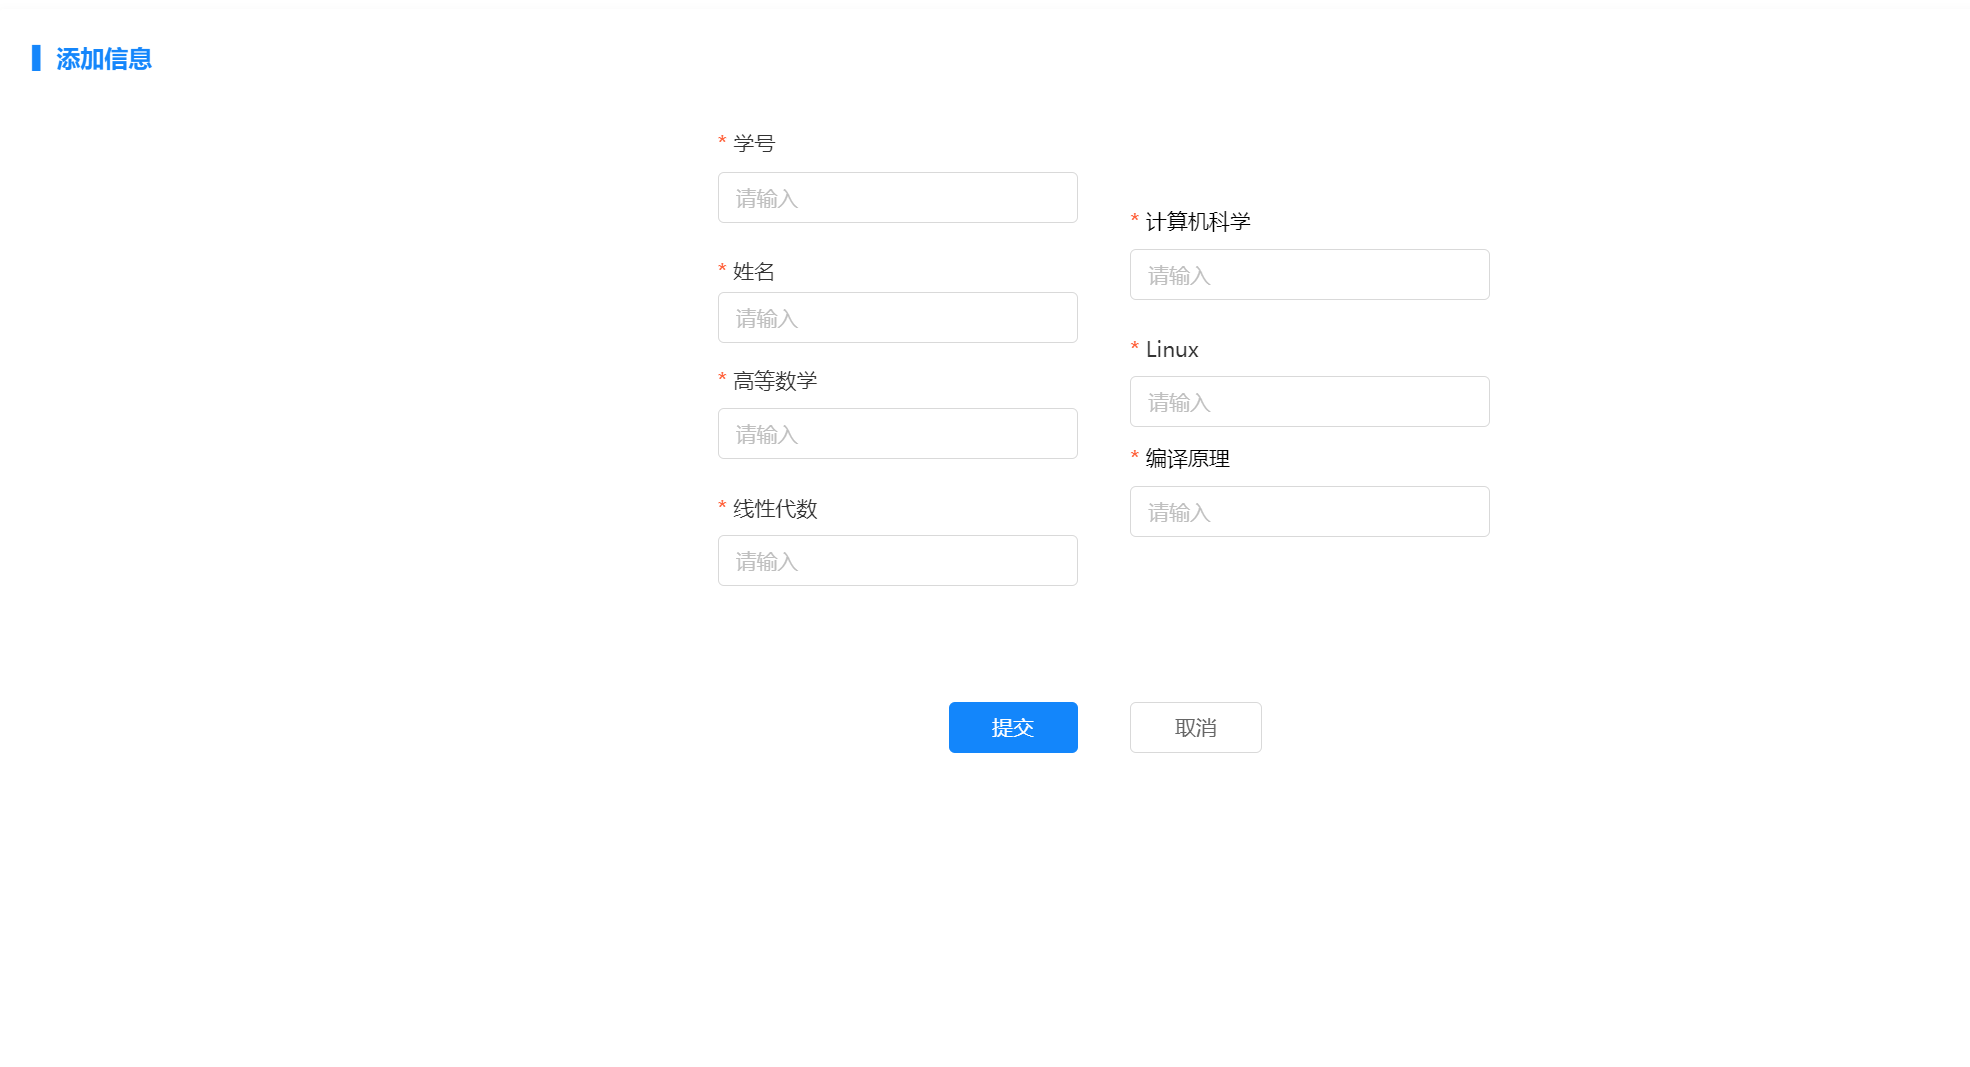 添加信息
* 学号
请输入
* 姓名
请输入
* 高等数学
请输入
* 线性代数
请输入
* 计算机科学
请输入
* Linux
请输入
* 编译原理
请输入
提交
取消